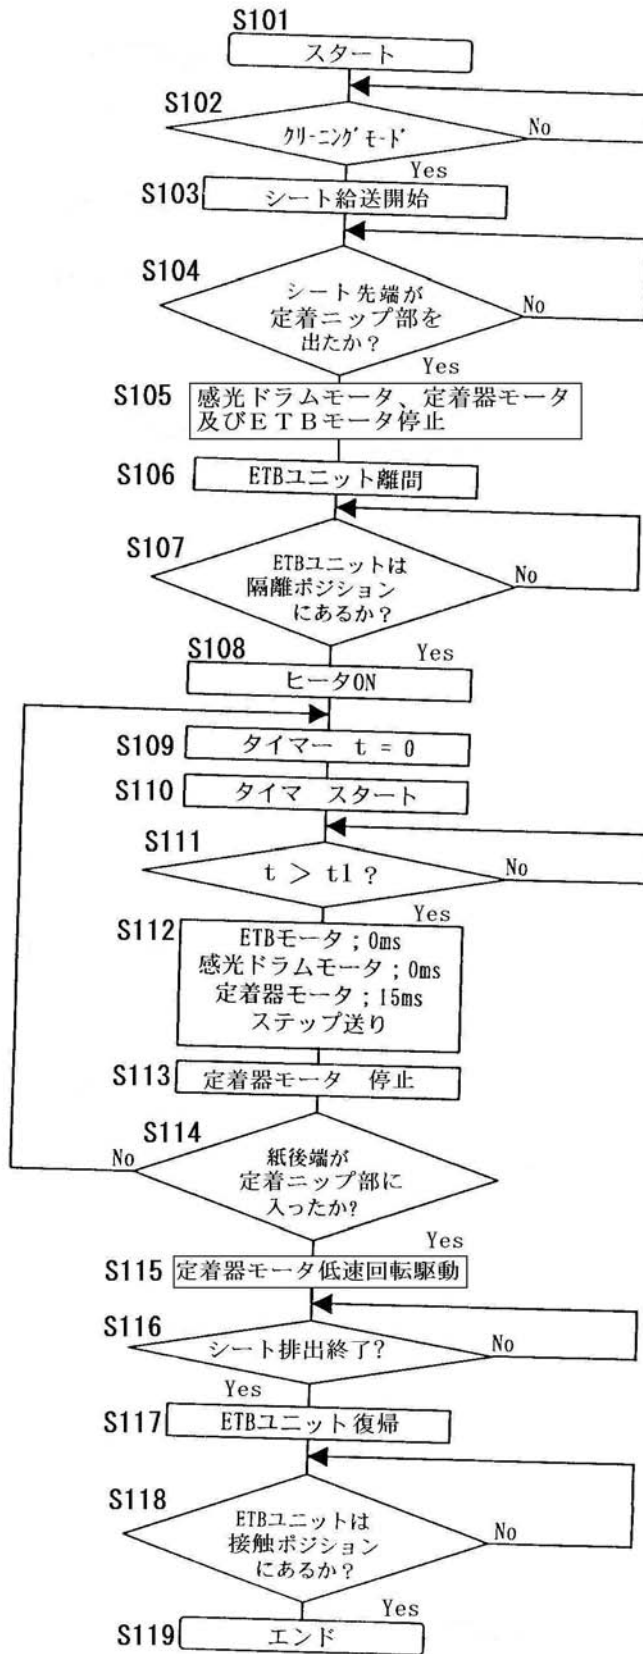 S101
スタート
S102
クリーニングモード
No
Yes
S103
シート給送開始
S104
シート先端が
定着ニップ部を
出たか？
No
Yes
S105
感光ドラムモータ、定着器モータ
及びＥＴＢモータ停止
S106
ETBユニット離間
S107
ETBユニットは
隔離ポジション
にあるか？
No
Yes
S108
ヒータON
S109
タイマー t = 0
S110
タイマ スタート
S111
t > t1 ?
No
Yes
S112
ETBモータ；0ms
感光ドラムモータ；0ms
定着器モータ；15ms
ステップ送り
S113
定着器モータ 停止
S114
紙後端が
定着ニップ部に
入ったか?
No
Yes
S115
定着器モータ低速回転駆動
S116
シート排出終了?
No
Yes
S117
ETBユニット復帰
S118
ETBユニットは
接触ポジション
にあるか？
No
Yes
S119
エンド